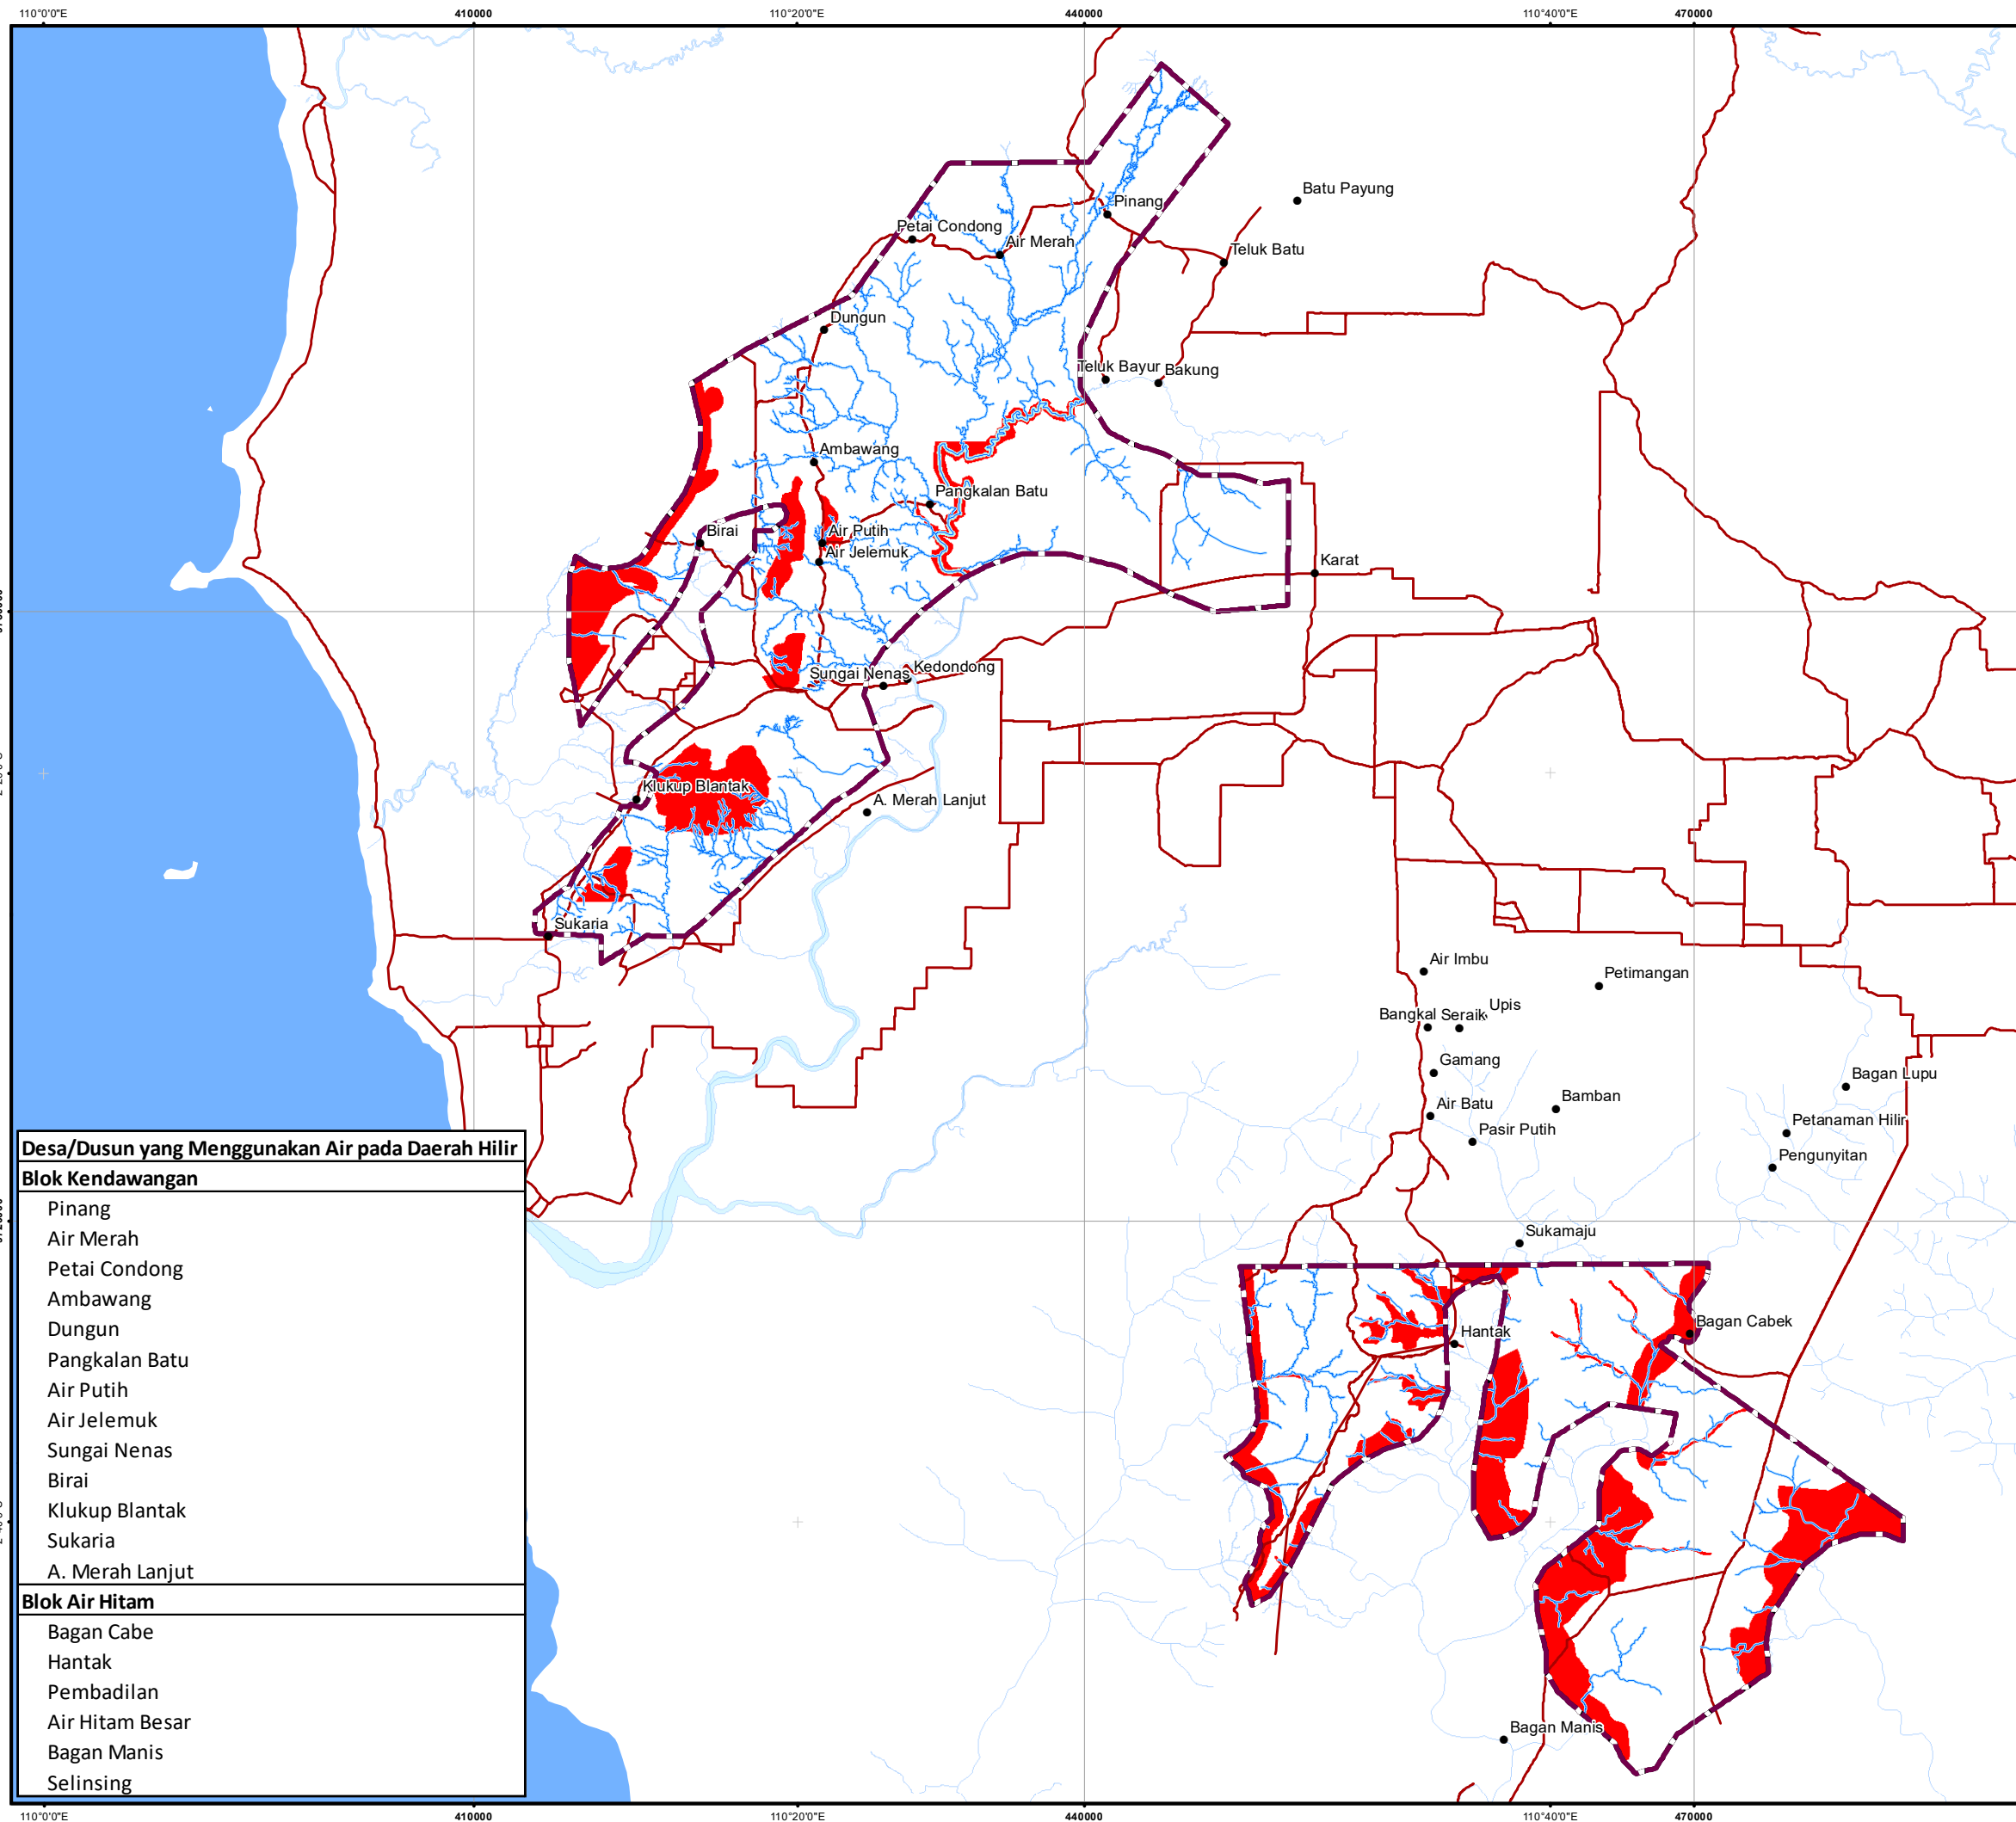 110°0'0"E 410000 110°20'0"E 440000 110°40'0"E 470000
Batu Payung
Pinang
Petai Condong
Air Merah
Teluk Batu
Dungun
Teluk Bayur
Bakung
Ambawang
Pangkalan Batu
Birai
Air Putih
Air Jelemuk
Karat
Sungai Nenas
Kedondong
Klukup Blantak
A. Merah Lanjut
Sukaria
Air Imbu
Petimangan
Upis
Bangkal
Seraik
Gamang
Bagan Lupu
Air Batu
Bamban
Pasir Putih
Petanaman Hilir
Pengunyitan
Sukamaju
Bagan Cabek
Hantak
Bagan Manis
Desa/Dusun yang Menggunakan Air pada Daerah Hilir
Blok Kendawangan
Pinang
Air Merah
Petai Condong
Ambawang
Dungun
Pangkalan Batu
Air Putih
Air Jelemuk
Sungai Nenas
Birai
Klukup Blantak
Sukaria
A. Merah Lanjut
Blok Air Hitam
Bagan Cabe
Hantak
Pembadilan
Air Hitam Besar
Bagan Manis
Selinsing
110°0'0"E 410000 110°20'0"E 440000 110°40'0"E 470000